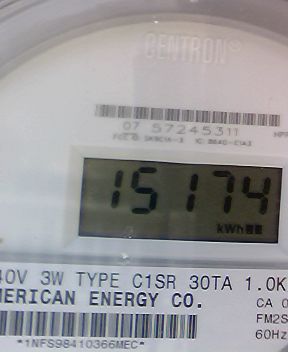 CENTRON®
07 57245311
15174
kWh
40V 3W TYPE C1SR 30TA 1.0K
MERICAN ENERGY CO.
CA 0
FM2S
60Hz
*1NFS98410366MEC*